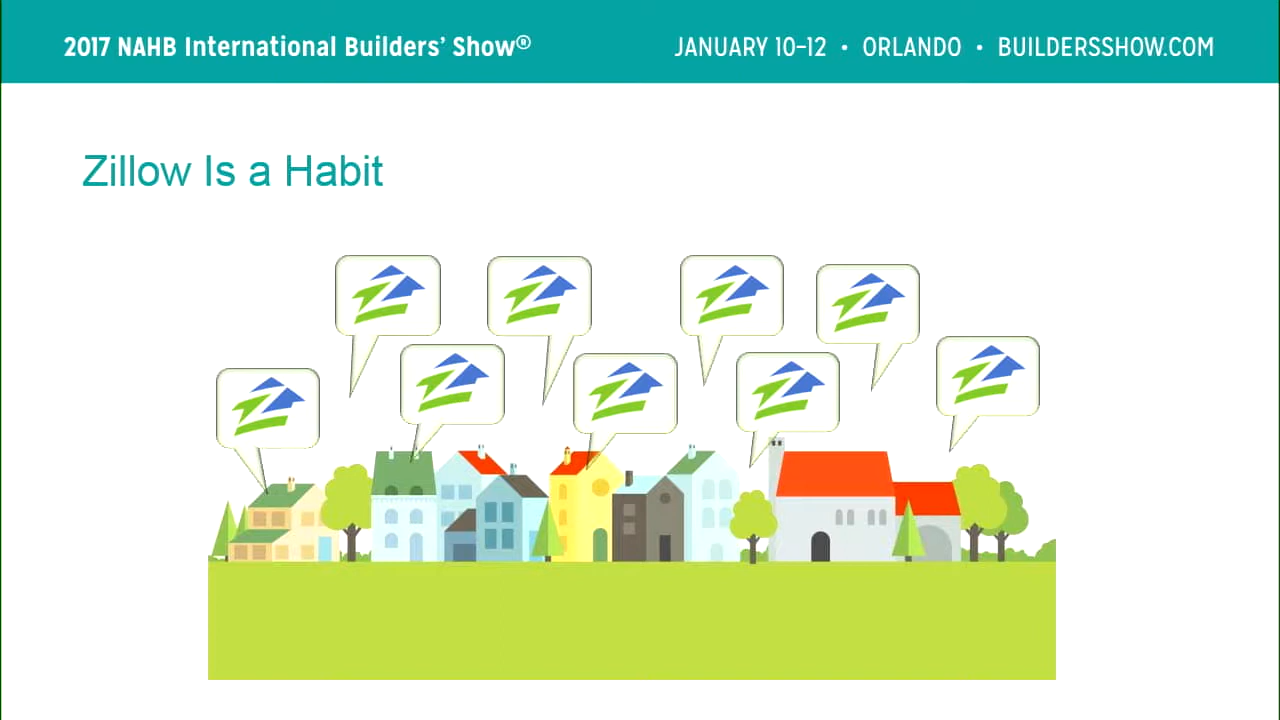 2017 NAHB International Builders’ Show®
JANUARY 10–12 • ORLANDO • BUILDERSSHOW.COM
Zillow Is a Habit